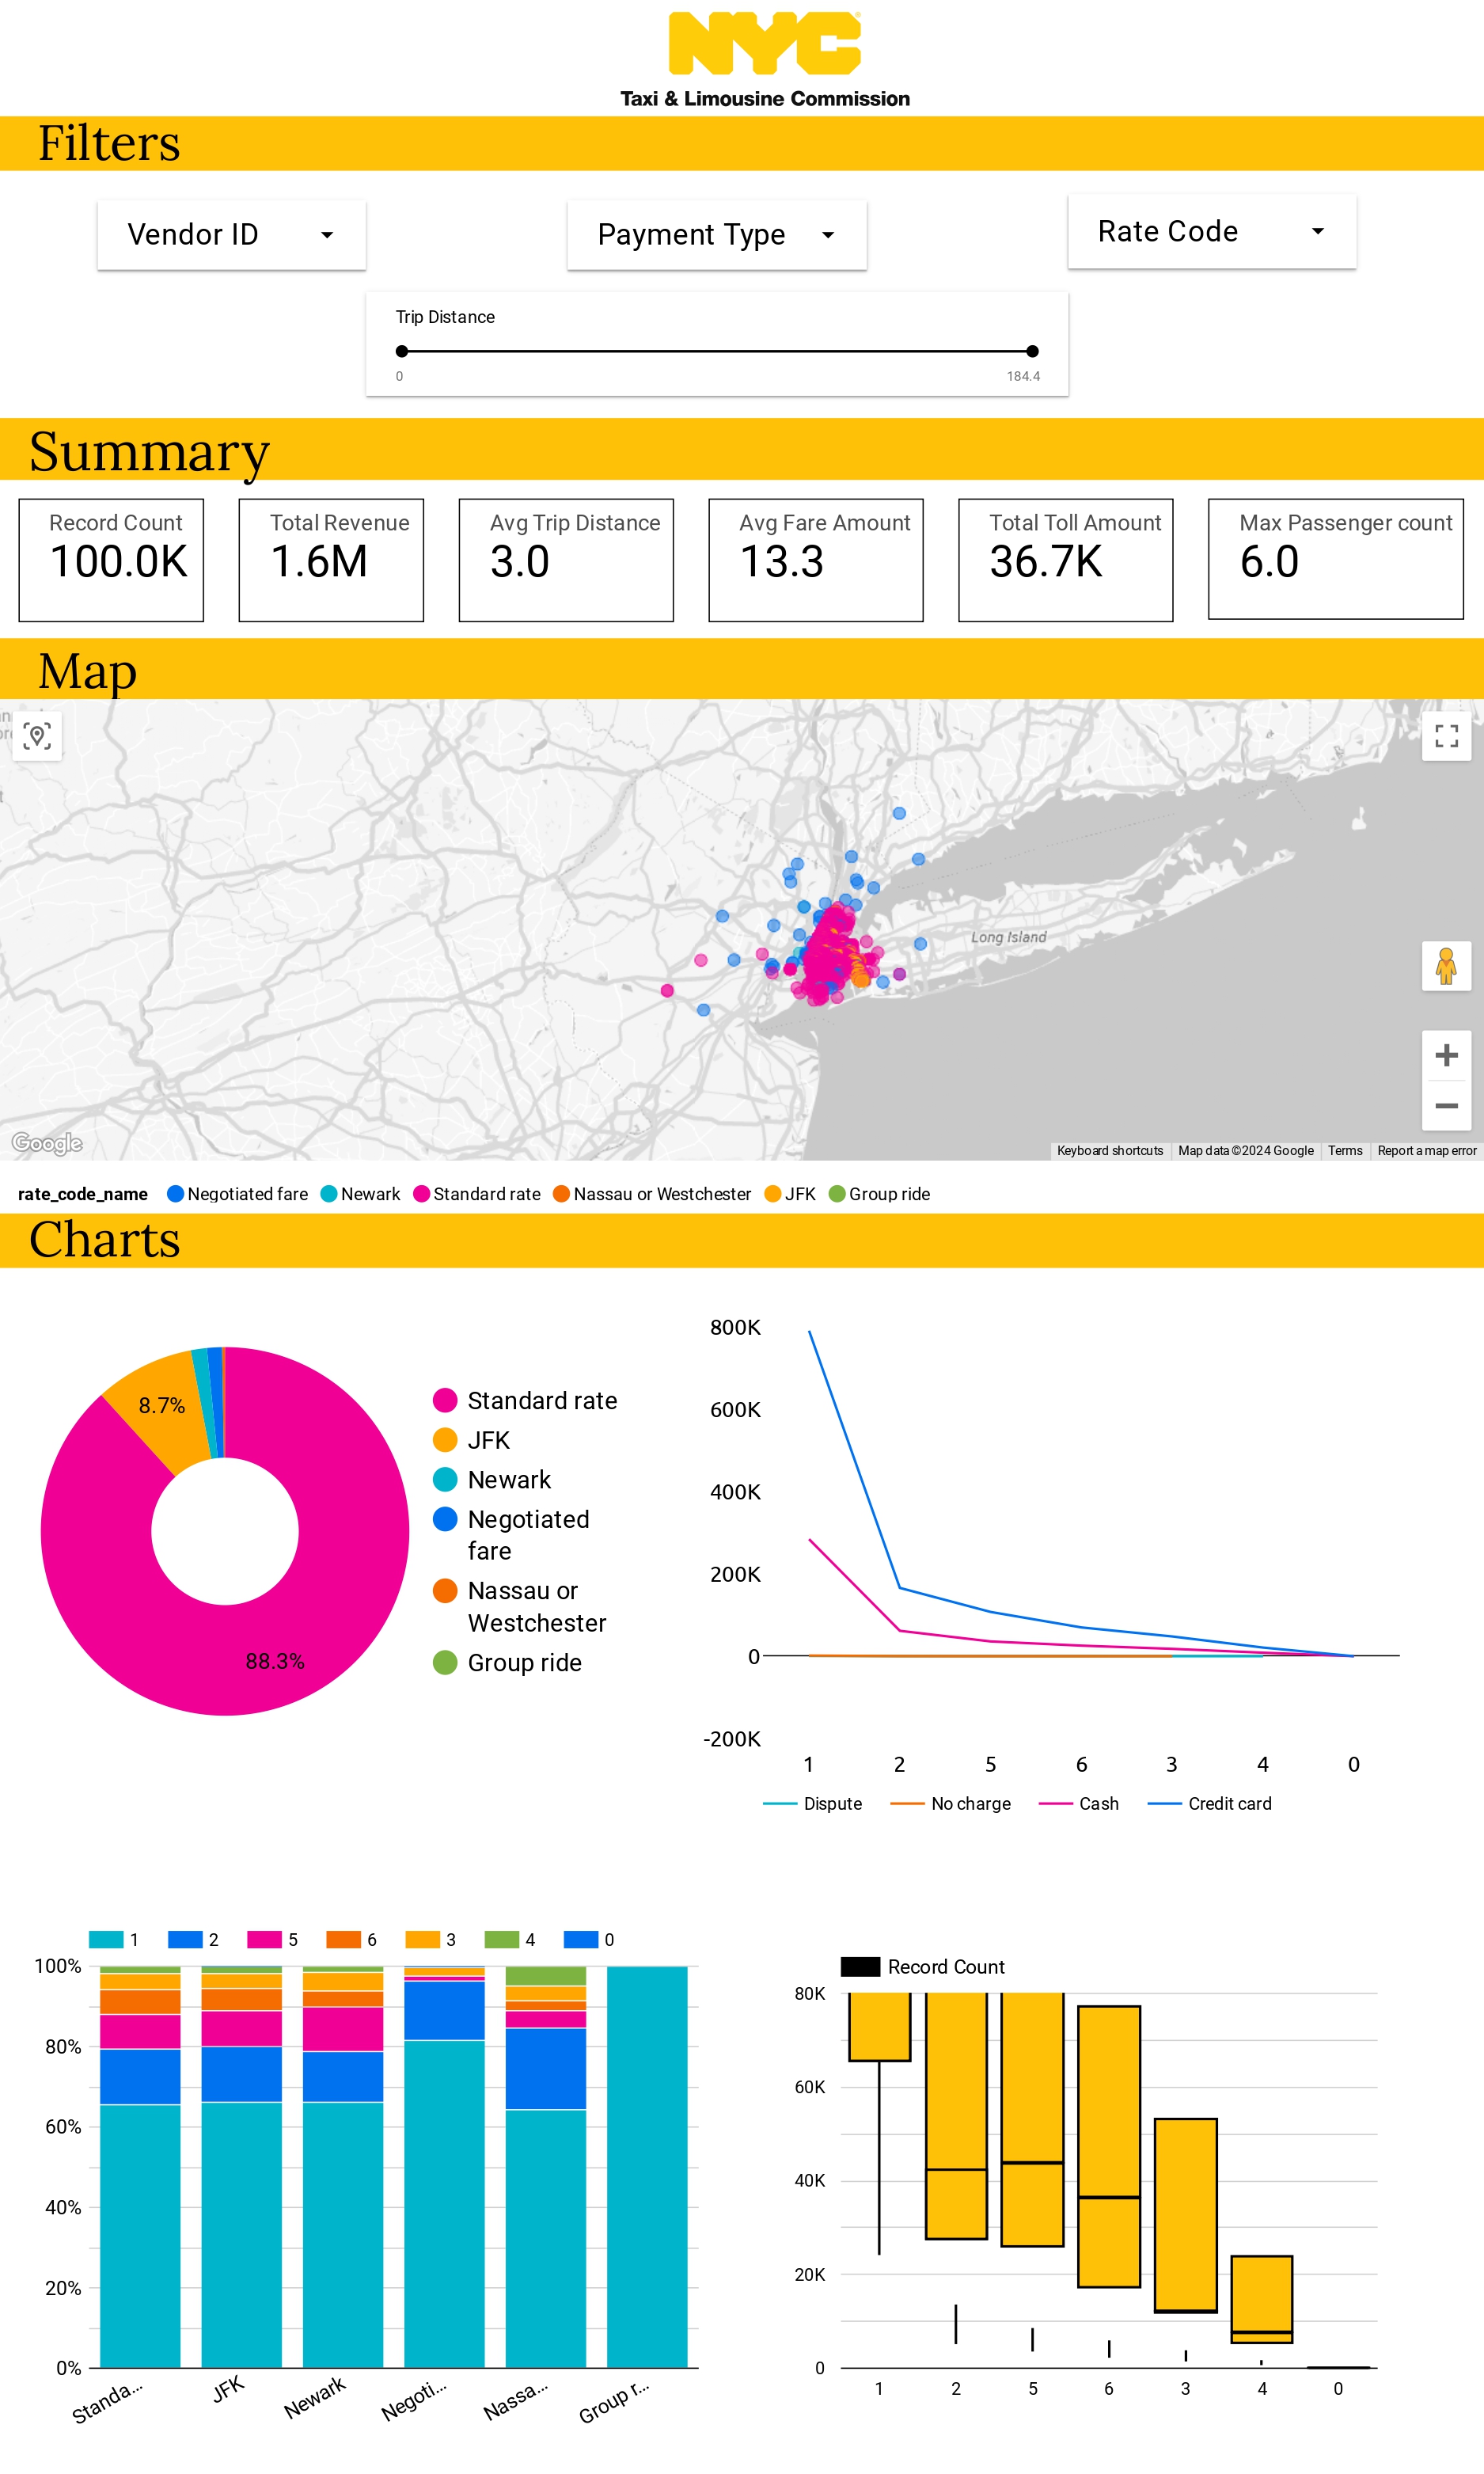 NYC
Taxi & Limousine Commission
Filters
Vendor ID
Payment Type
Rate Code
Trip Distance
0
184.4
Summary
Record Count
100.0K
Total Revenue
1.6M
Avg Trip Distance
3.0
Avg Fare Amount
13.3
Total Toll Amount
36.7K
Max Passenger count
6.0
Map
Long Island
Google
Keyboard shortcuts
Map data ©2024 Google
Terms
Report a map error
rate_code_name
Negotiated fare
Newark
Standard rate
Nassau or Westchester
JFK
Group ride
Charts
8.7%
88.3%
Standard rate
JFK
Newark
Negotiated
fare
Nassau or
Westchester
Group ride
800K
600K
400K
200K
0
-200K
1 2 5 6 3 4 0
Dispute
No charge
Cash
Credit card
1 2 5 6 3 4 0
100%
80%
60%
40%
20%
0%
Standa...
JFK
Newark
Negoti...
Nassa...
Group r...
Record Count
80K
60K
40K
20K
0
1 2 5 6 3 4 0